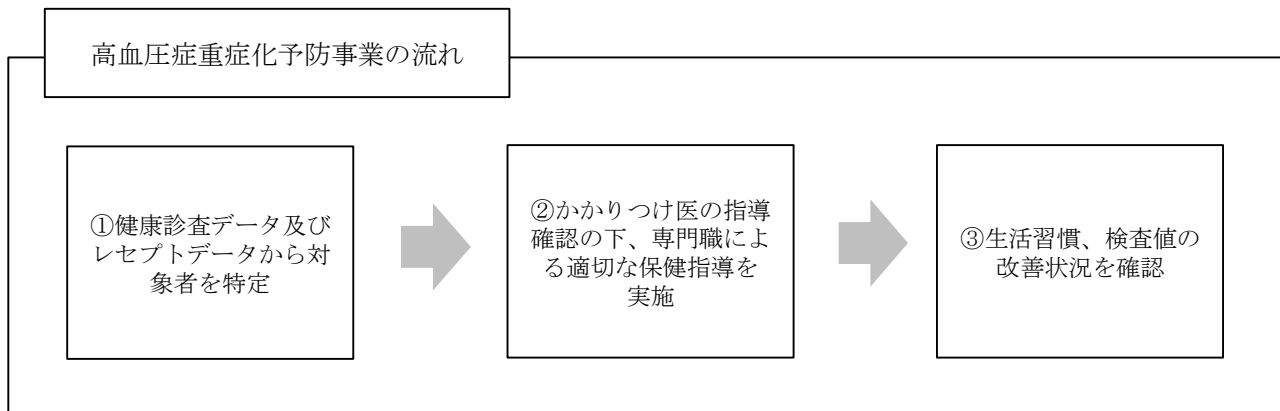 高血圧症重症化予防事業の流れ
①健康診査データ及び
レセプトデータから対
象者を特定
②かかりつけ医の指導
確認の下、専門職によ
る適切な保健指導を
実施
③生活習慣、検査値の
改善状況を確認